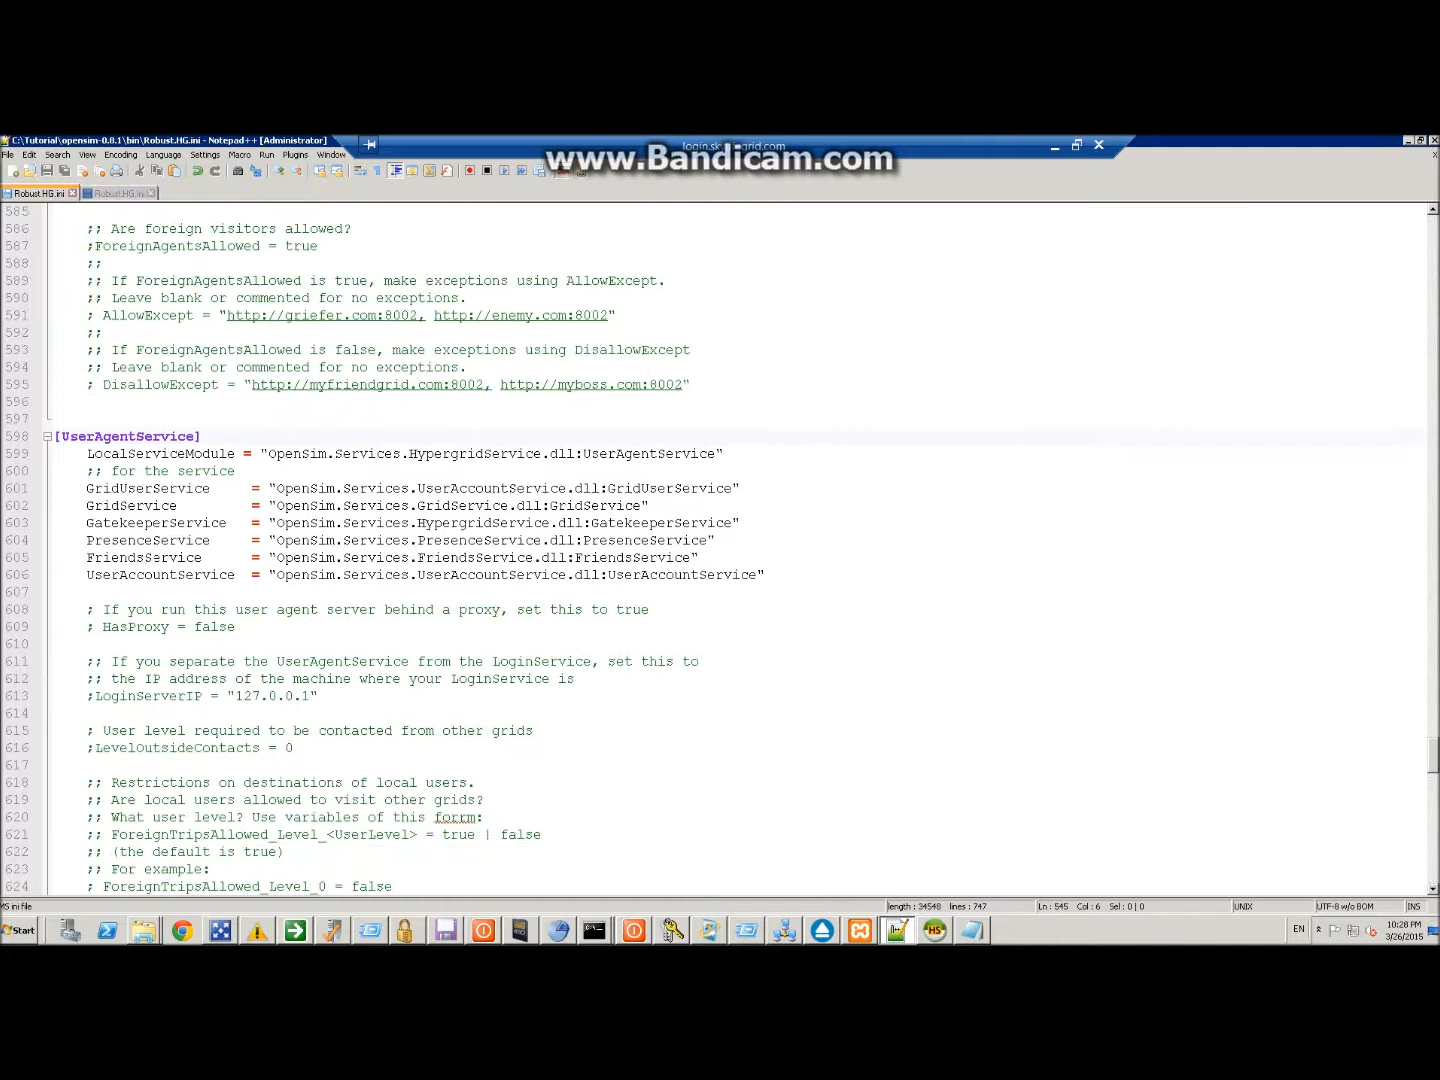 C:\Tutorial\opensim-0.8.1\bin\Robust.HG.ini - Notepad++ [Administrator]
www.Bandicam.com
File Edit Search View Encoding Language Settings Macro Run Plugins Window
Robust.HG.ini Robust.HG.ini
585
586 ;; Are foreign visitors allowed?
587 ;ForeignAgentsAllowed = true
588 ;;
589 ;; If ForeignAgentsAllowed is true, make exceptions using AllowExcept.
590 ;; Leave blank or commented for no exceptions.
591 ; AllowExcept = "http://griefer.com:8002, http://enemy.com:8002"
592 ;;
593 ;; If ForeignAgentsAllowed is false, make exceptions using DisallowExcept
594 ;; Leave blank or commented for no exceptions.
595 ; DisallowExcept = "http://myfriendgrid.com:8002, http://myboss.com:8002"
596
597
598 [UserAgentService]
599 LocalServiceModule = "OpenSim.Services.HypergridService.dll:UserAgentService"
600 ;; for the service
601 GridUserService = "OpenSim.Services.UserAccountService.dll:GridUserService"
602 GridService = "OpenSim.Services.GridService.dll:GridService"
603 GatekeeperService = "OpenSim.Services.HypergridService.dll:GatekeeperService"
604 PresenceService = "OpenSim.Services.PresenceService.dll:PresenceService"
605 FriendsService = "OpenSim.Services.FriendsService.dll:FriendsService"
606 UserAccountService = "OpenSim.Services.UserAccountService.dll:UserAccountService"
607
608 ; If you run this user agent server behind a proxy, set this to true
609 ; HasProxy = false
610
611 ;; If you separate the UserAgentService from the LoginService, set this to
612 ;; the IP address of the machine where your LoginService is
613 ;LoginServerIP = "127.0.0.1"
614
615 ; User level required to be contacted from other grids
616 ;LevelOutsideContacts = 0
617
618 ;; Restrictions on destinations of local users.
619 ;; Are local users allowed to visit other grids?
620 ;; What user level? Use variables of this forrm:
621 ;; ForeignTripsAllowed_Level_<UserLevel> = true | false
622 ;; (the default is true)
623 ;; For example:
624 ; ForeignTripsAllowed_Level_0 = false
MS ini file length : 34548 lines : 747 Ln : 545 Col : 6 Sel : 0 | 0 UNIX UTF-8 w/o BOM INS
Start EN 10:28 PM
3/26/2015